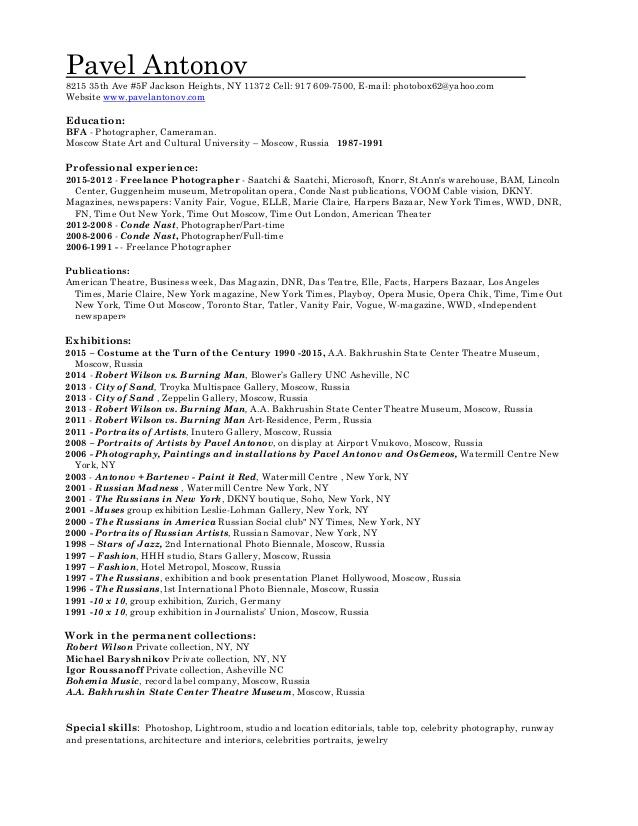 Pavel Antonov
8215 35th Ave #5F Jackson Heights, NY 11372 Cell: 917 609-7500, E-mail: photobox62@yahoo.com
Website www.pavelantonov.com
Education:
BFA - Photographer, Cameraman.
Moscow State Art and Cultural University – Moscow, Russia 1987-1991
Professional experience:
2015-2012 - Freelance Photographer - Saatchi & Saatchi, Microsoft, Knorr, St.Ann's warehouse, BAM, Lincoln
Center, Guggenheim museum, Metropolitan opera, Conde Nast publications, VOOM Cable vision, DKNY.
Magazines, newspapers: Vanity Fair, Vogue, ELLE, Marie Claire, Harpers Bazaar, New York Times, WWD, DNR,
FN, Time Out New York, Time Out Moscow, Time Out London, American Theater
2012-2008 - Conde Nast, Photographer/Part-time
2008-2006 - Conde Nast, Photographer/Full-time
2006-1991 - - Freelance Photographer
Publications:
American Theatre, Business week, Das Magazin, DNR, Das Teatre, Elle, Facts, Harpers Bazaar, Los Angeles
Times, Marie Claire, New York magazine, New York Times, Playboy, Opera Music, Opera Chik, Time, Time Out
New York, Time Out Moscow, Toronto Star, Tatler, Vanity Fair, Vogue, W-magazine, WWD, «Independent
newspaper»
Exhibitions:
2015 – Costume at the Turn of the Century 1990 -2015, A.A. Bakhrushin State Center Theatre Museum,
Moscow, Russia
2014 - Robert Wilson vs. Burning Man, Blower's Gallery UNC Asheville, NC
2013 - City of Sand, Troyka Multispace Gallery, Moscow, Russia
2013 - City of Sand , Zeppelin Gallery, Moscow, Russia
2013 - Robert Wilson vs. Burning Man, A.A. Bakhrushin State Center Theatre Museum, Moscow, Russia
2011 - Robert Wilson vs. Burning Man Art-Residence, Perm, Russia
2011 - Portraits of Artists, Inutero Gallery, Moscow, Russia
2008 – Portraits of Artists by Pavel Antonov, on display at Airport Vnukovo, Moscow, Russia
2006 - Photography, Paintings and installations by Pavel Antonov and OsGemeos, Watermill Centre New
York, NY
2003 - Antonov + Bartenev - Paint it Red, Watermill Centre , New York, NY
2001 - Russian Madness , Watermill Centre New York, NY
2001 - The Russians in New York, DKNY boutique, Soho, New York, NY
2001 - Muses group exhibition Leslie-Lohman Gallery, New York, NY
2000 - The Russians in America Russian Social club" NY Times, New York, NY
2000 - Portraits of Russian Artists, Russian Samovar, New York, NY
1998 – Stars of Jazz, 2nd International Photo Biennale, Moscow, Russia
1997 – Fashion, HHH studio, Stars Gallery, Moscow, Russia
1997 – Fashion, Hotel Metropol, Moscow, Russia
1997 - The Russians, exhibition and book presentation Planet Hollywood, Moscow, Russia
1996 - The Russians,1st International Photo Biennale, Moscow, Russia
1991 -10 x 10, group exhibition, Zurich, Germany
1991 -10 x 10, group exhibition in Journalists' Union, Moscow, Russia
Work in the permanent collections:
Robert Wilson Private collection, NY, NY
Michael Baryshnikov Private collection, NY, NY
Igor Roussanoff Private collection, Asheville NC
Bohemia Music, record label company, Moscow, Russia
A.A. Bakhrushin State Center Theatre Museum, Moscow, Russia
Special skills: Photoshop, Lightroom, studio and location editorials, table top, celebrity photography, runway
and presentations, architecture and interiors, celebrities portraits, jewelry